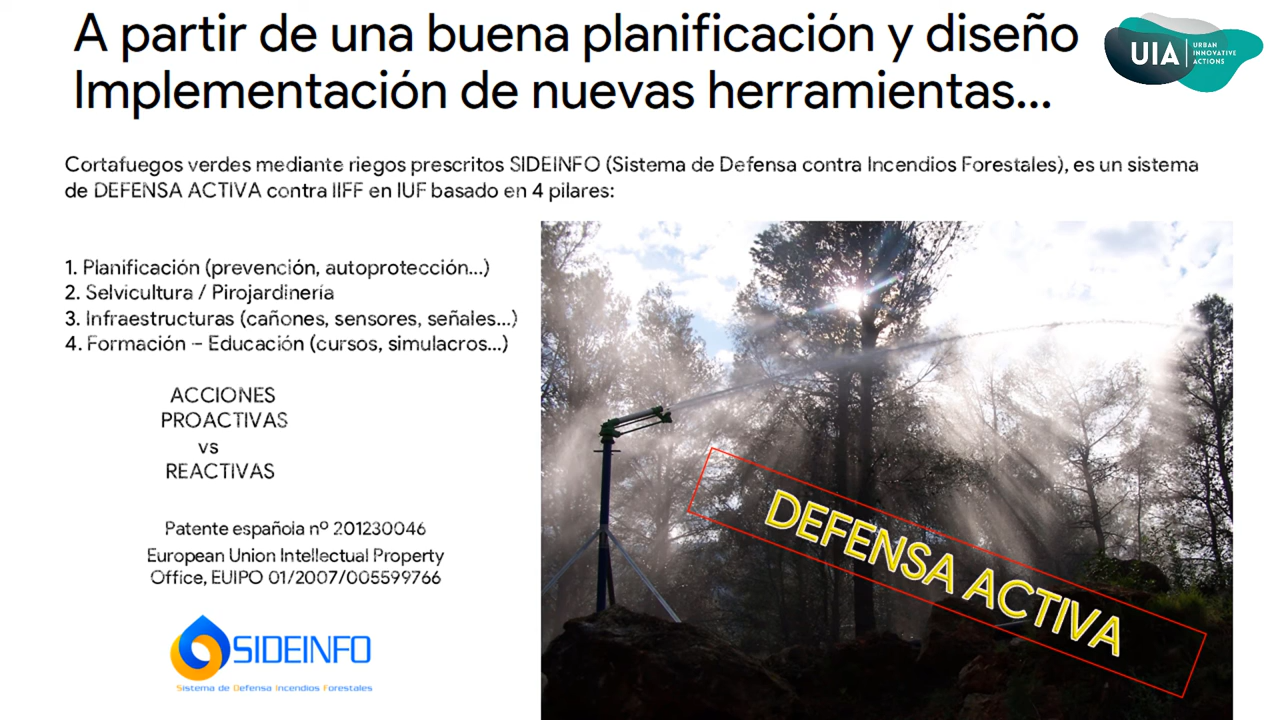 A partir de una buena planificación y diseño
Implementación de nuevas herramientas...
UIA
URBAN
INNOVATIVE
ACTIONS
Cortafuegos verdes mediante riegos prescritos SIDEINFO (Sistema de Defensa contra Incendios Forestales), es un sistema
de DEFENSA ACTIVA contra IIFF en IUF basado en 4 pilares:
1. Planificación (prevención, autoprotección...)
2. Selvicultura / Pirojardinería
3. Infraestructuras (cañones, sensores, señales...)
4. Formación – Educación (cursos, simulacros...)
ACCIONES
PROACTIVAS
vs
REACTIVAS
Patente española nº 201230046
European Union Intellectual Property
Office, EUIPO 01/2007/005599766
SIDEINFO
Sistema de Defensa Incendios Forestales
DEFENSA ACTIVA